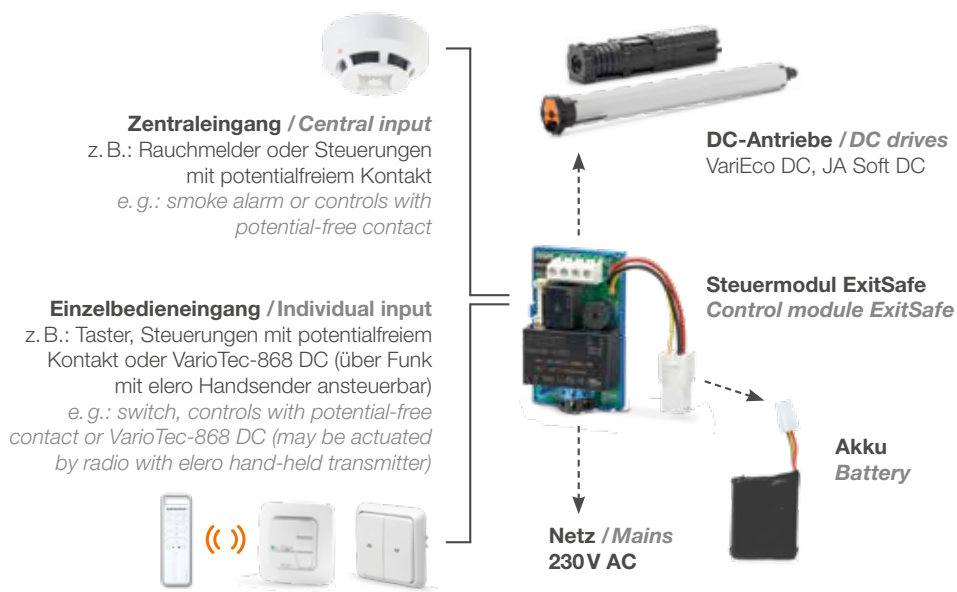 Zentraleingang / Central input
z. B.: Rauchmelder oder Steuerungen
mit potentialfreiem Kontakt
e. g.: smoke alarm or controls with
potential-free contact
DC-Antriebe / DC drives
VariEco DC, JA Soft DC
Steuermodul ExitSafe
Control module ExitSafe
Einzelbedieneingang / Individual input
z. B.: Taster, Steuerungen mit potentialfreiem
Kontakt oder VarioTec-868 DC (über Funk
mit elero Handsender ansteuerbar)
e. g.: switch, controls with potential-free
contact or VarioTec-868 DC (may be actuated
by radio with elero hand-held transmitter)
Akku
Battery
Netz / Mains
230 V AC